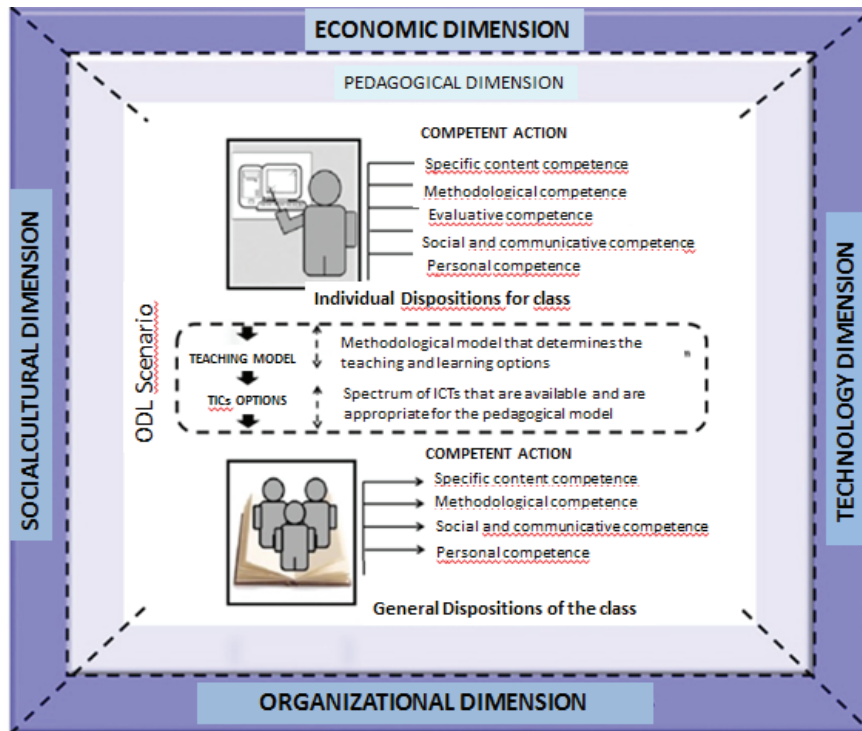 ECONOMIC DIMENSION
PEDAGOGICAL DIMENSION
COMPETENT ACTION
Specific content competence
Methodological competence
Evaluative competence
Social and communicative competence
Personal competence
Individual Dispositions for class
SOCIALCULTURAL DIMENSION
ODL Scenario
TEACHING MODEL
Methodological model that determines the
teaching and learning options
TICs OPTIONS
Spectrum of ICTs that are available and are
appropriate for the pedagogical model
TECHNOLOGY DIMENSION
COMPETENT ACTION
Specific content competence
Methodological competence
Social and communicative competence
Personal competence
General Dispositions of the class
ORGANIZATIONAL DIMENSION